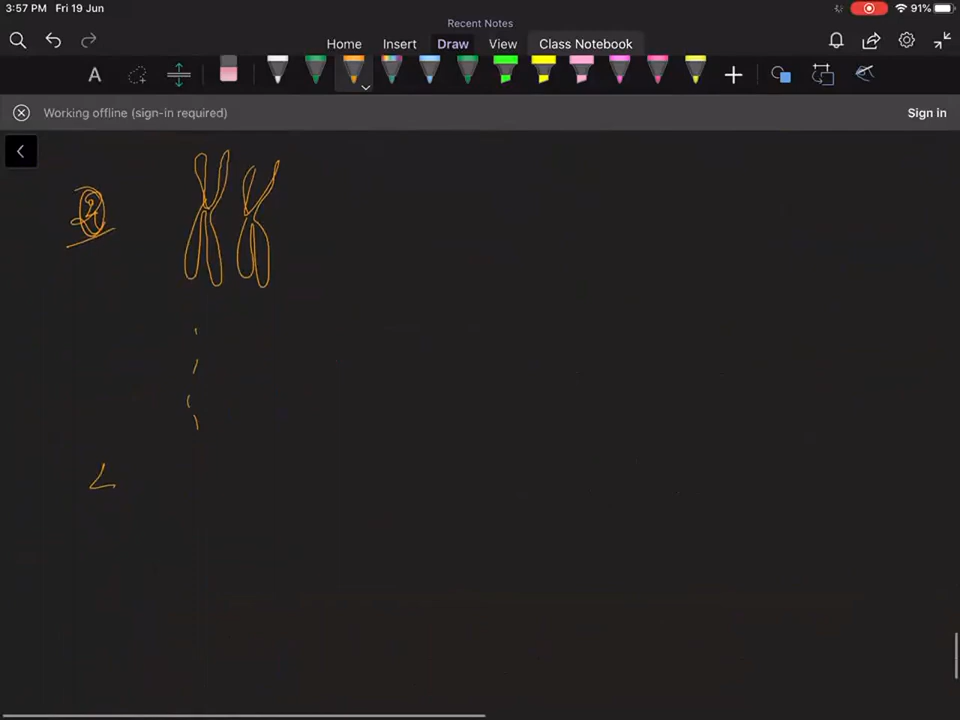 3:57 PM Fri 19 Jun
91%
Recent Notes
Home Insert Draw View Class Notebook
A
Working offline (sign-in required)
Sign in